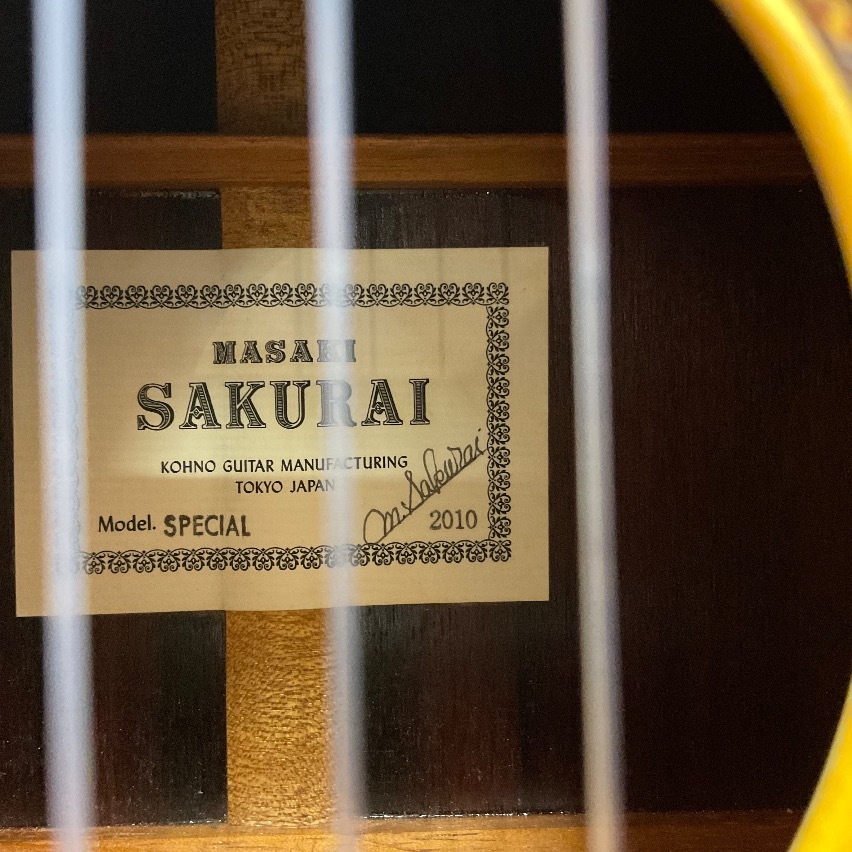 MASAKI
SAKURAI
KOHNO GUITAR MANUFACTURING
TOKYO JAPAN
Model. SPECIAL
M. Sakurai
2010